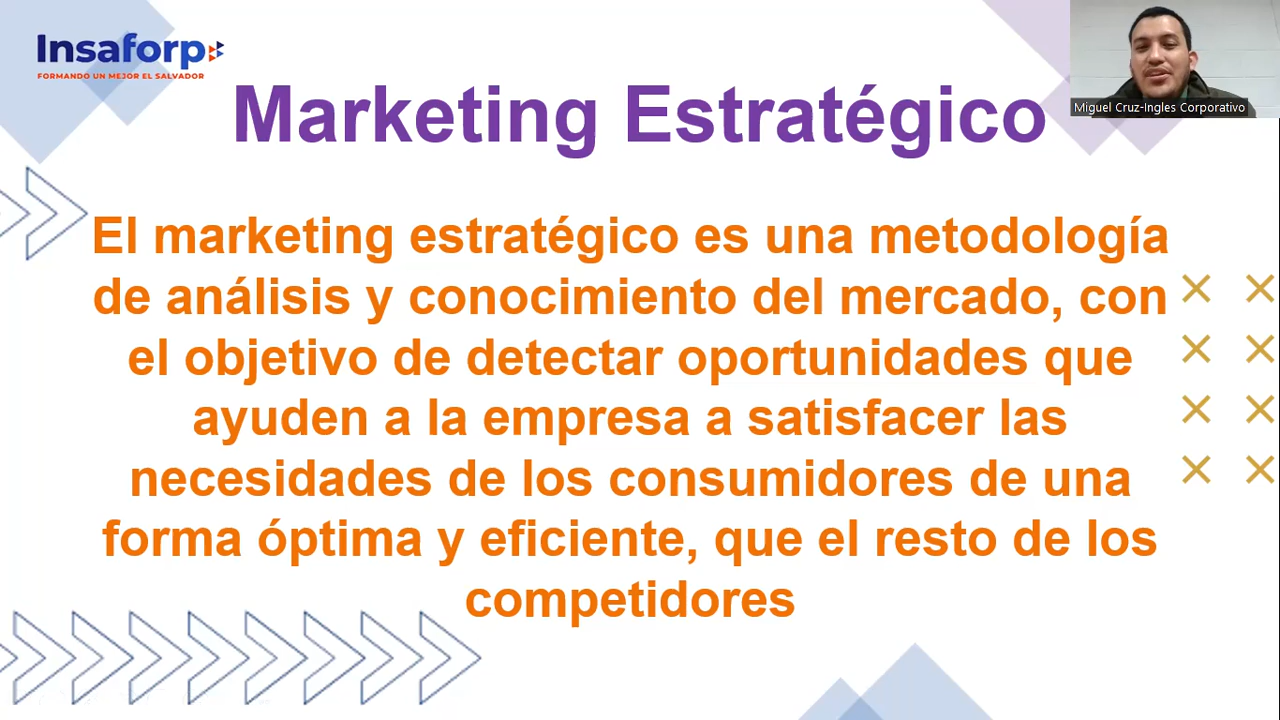 Insaforp
FORMANDO UN MEJOR EL SALVADOR
Marketing Estratégico
Miguel Cruz-Ingles Corporativo
El marketing estratégico es una metodología
de análisis y conocimiento del mercado, con
el objetivo de detectar oportunidades que
ayuden a la empresa a satisfacer las
necesidades de los consumidores de una
forma óptima y eficiente, que el resto de los
competidores